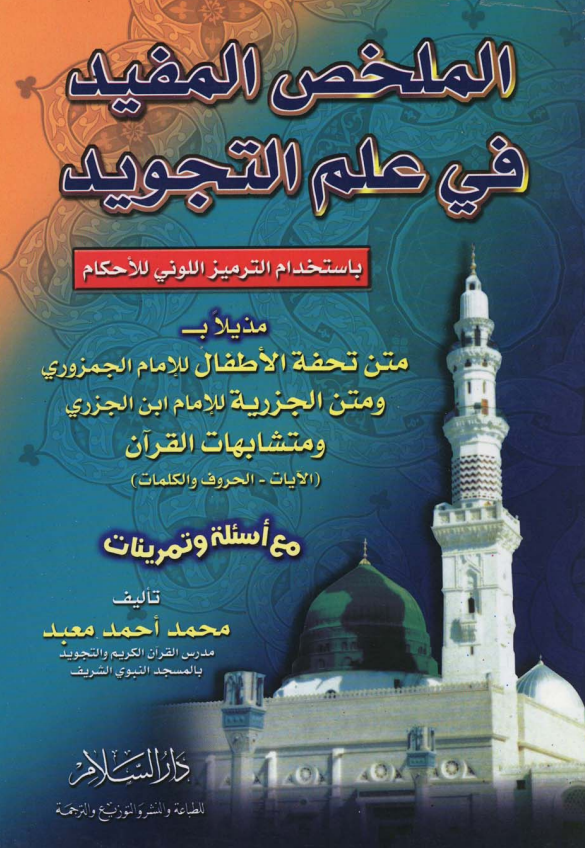 الملخص المفيد
في علم التجويد
باستخدام الترميز اللوني للأحكام
مذيلاً بـ
متن تحفة الأطفال للإمام الجمزوري
ومتن الجزرية للإمام ابن الجزري
ومتشابهات القرآن
(الآيات - الحروف والكلمات)
مع أسئلة وتمرينات
تأليف
محمد أحمد معبد
مدرس القرآن الكريم والتجويد
بالمسجد النبوي الشريف
دار السلام
للطباعة والنشر والتوزيع والترجمة